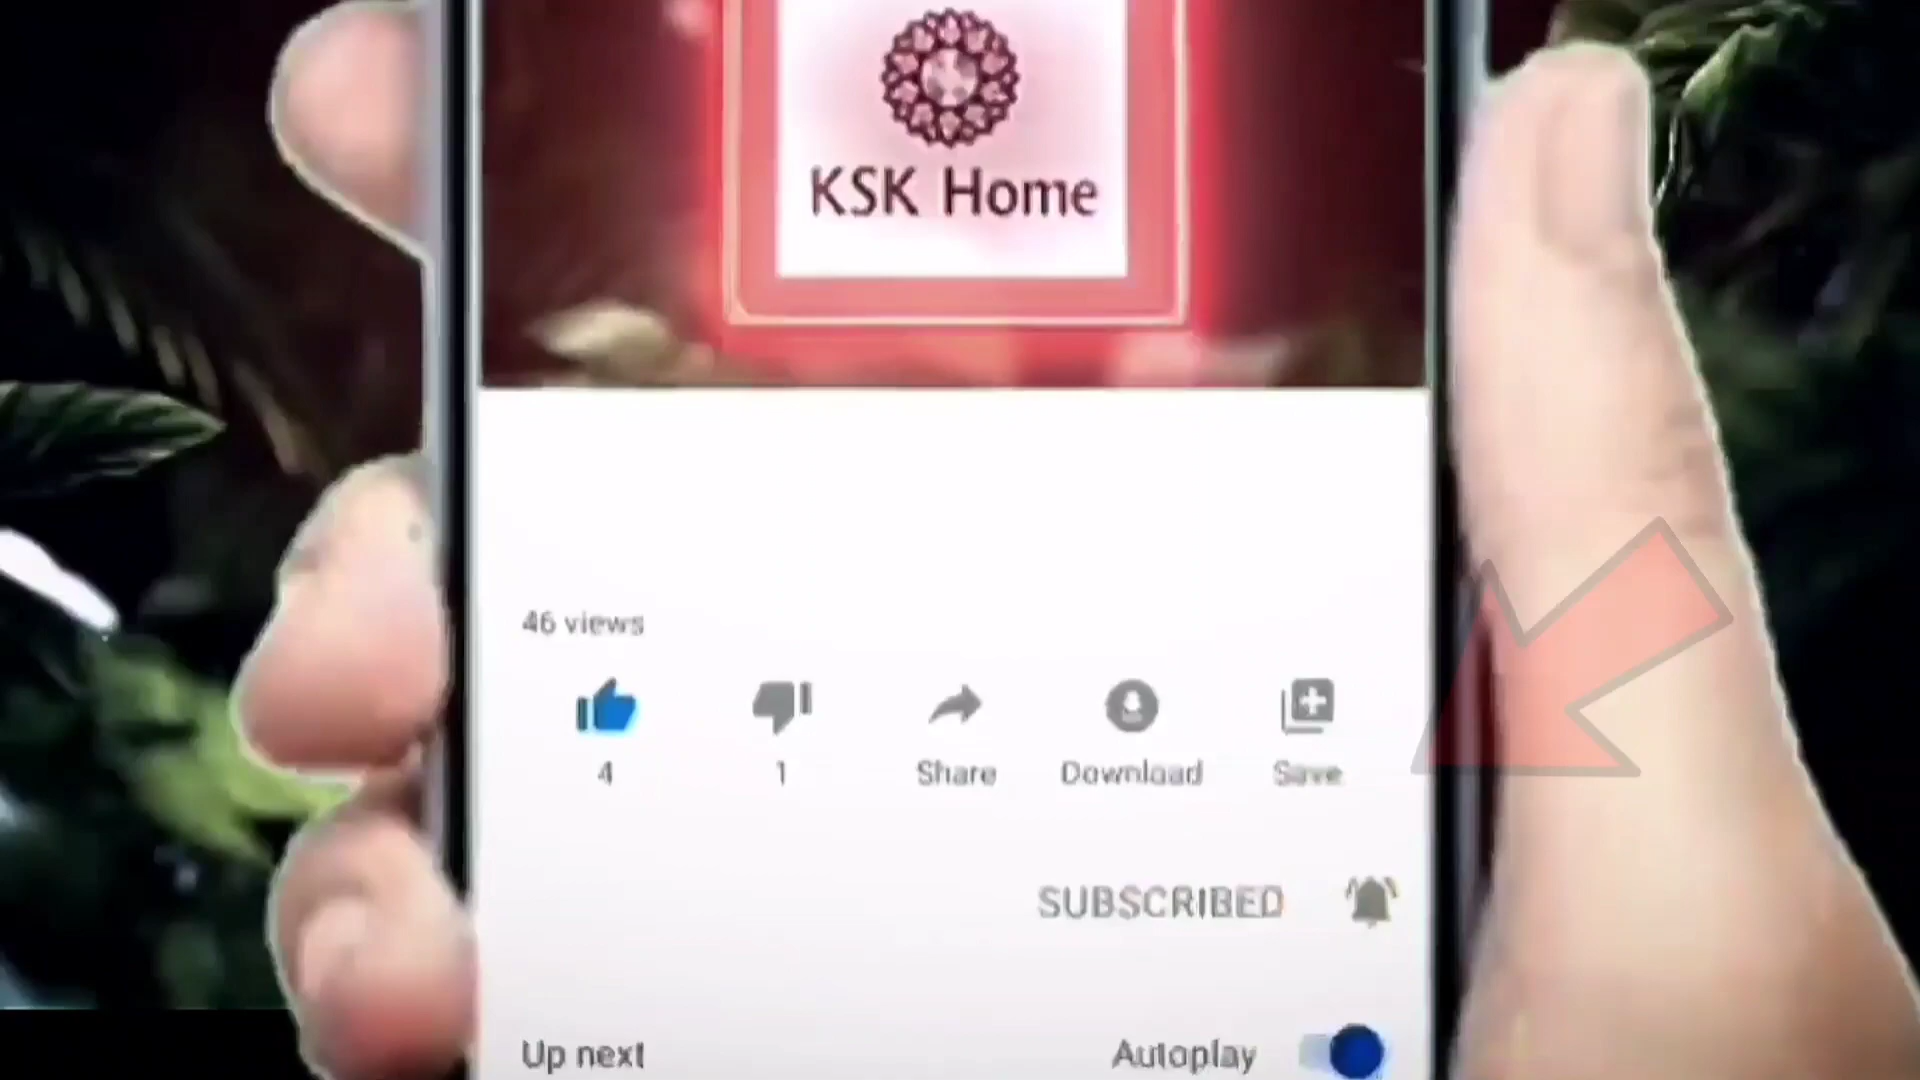 KSK Home
46 views
4 1 Share Download Save
SUBSCRIBED
Up next Autoplay